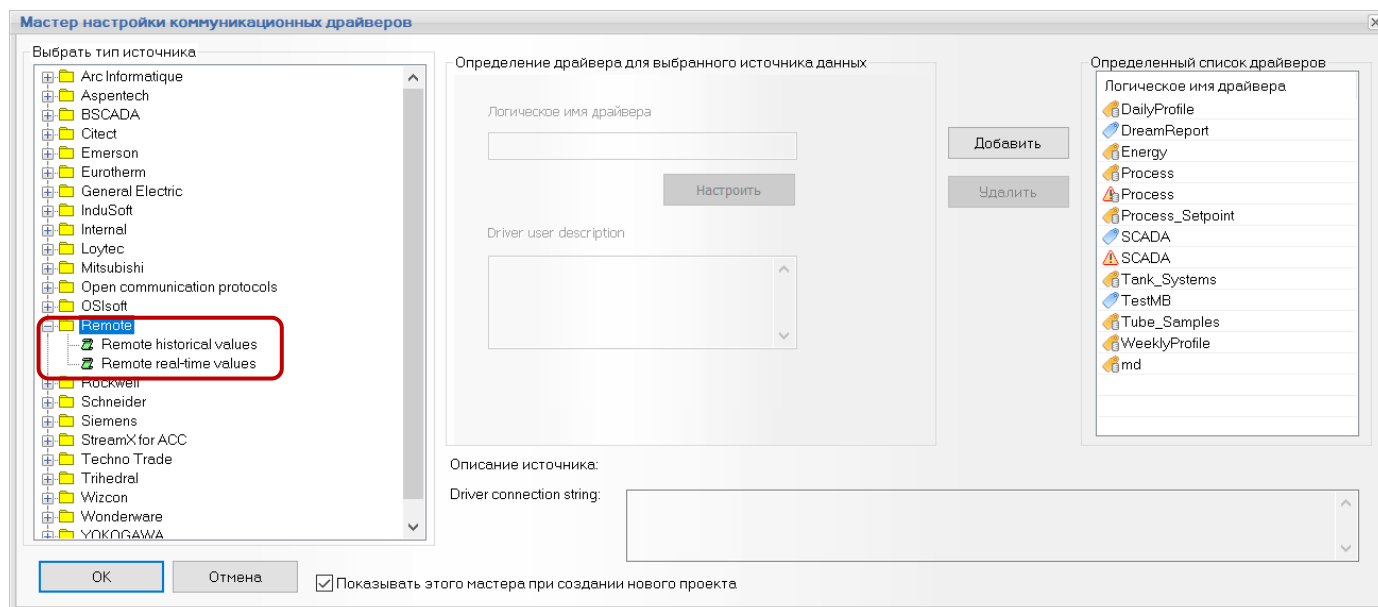 Мастер настройки коммуникационных драйверов
Выбрать тип источника
Arc Informatique
Aspentech
BSCADA
Citect
Emerson
Eurotherm
General Electric
InduSoft
Internal
Loytec
Mitsubishi
Open communication protocols
OSIsoft
Remote
Remote historical values
Remote real-time values
Rockwell
Schneider
Siemens
StreamX for ACC
Techno Trade
Trihedral
Wizcon
Wonderware
YOKOGAWA
Определение драйвера для выбранного источника данных
Логическое имя драйвера
Настроить
Driver user description
Добавить
Удалить
Определенный список драйверов
Логическое имя драйвера
DailyProfile
DreamReport
Energy
Process
Process
Process_Setpoint
SCADA
SCADA
Tank_Systems
TestMB
Tube_Samples
WeeklyProfile
md
Описание источника:
Driver connection string:
OK
Отмена
Показывать этого мастера при создании нового проекта